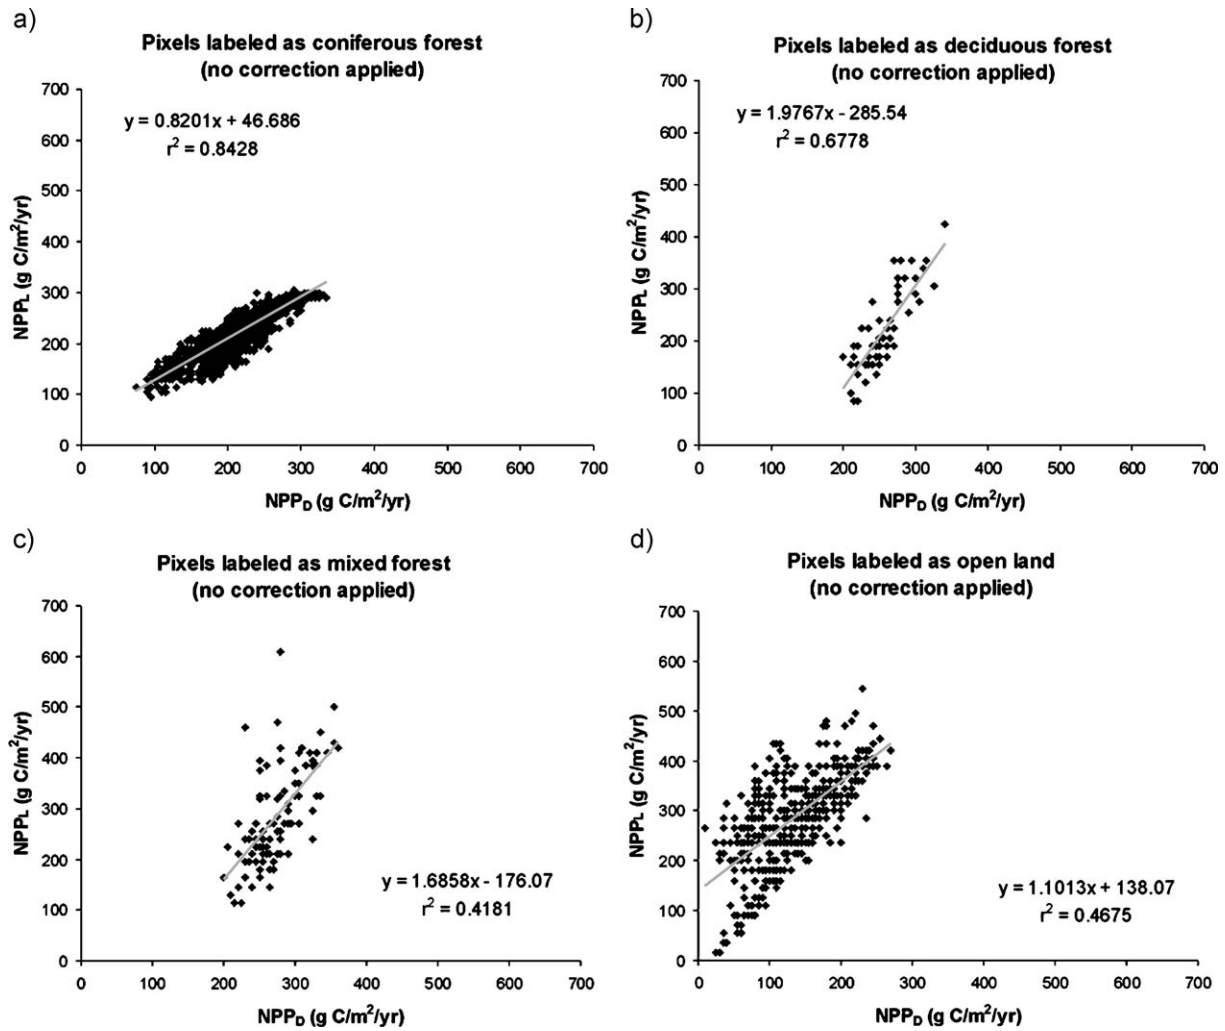 a)
Pixels labeled as coniferous forest
(no correction applied)
y = 0.8201x + 46.686
r² = 0.8428
700
600
500
400
300
200
100
0
NPPL (g C/m²/yr)
0 100 200 300 400 500 600 700
NPPD (g C/m²/yr)
b)
Pixels labeled as deciduous forest
(no correction applied)
y = 1.9767x - 285.54
r² = 0.6778
700
600
500
400
300
200
100
0
NPPL (g C/m²/yr)
0 100 200 300 400 500 600 700
NPPD (g C/m²/yr)
c)
Pixels labeled as mixed forest
(no correction applied)
700
600
500
400
300
200
100
0
NPPL (g C/m²/yr)
y = 1.6858x - 176.07
r² = 0.4181
0 100 200 300 400 500 600 700
NPPD (g C/m²/yr)
d)
Pixels labeled as open land
(no correction applied)
700
600
500
400
300
200
100
0
NPPL (g C/m²/yr)
y = 1.1013x + 138.07
r² = 0.4675
0 100 200 300 400 500 600 700
NPPD (g C/m²/yr)